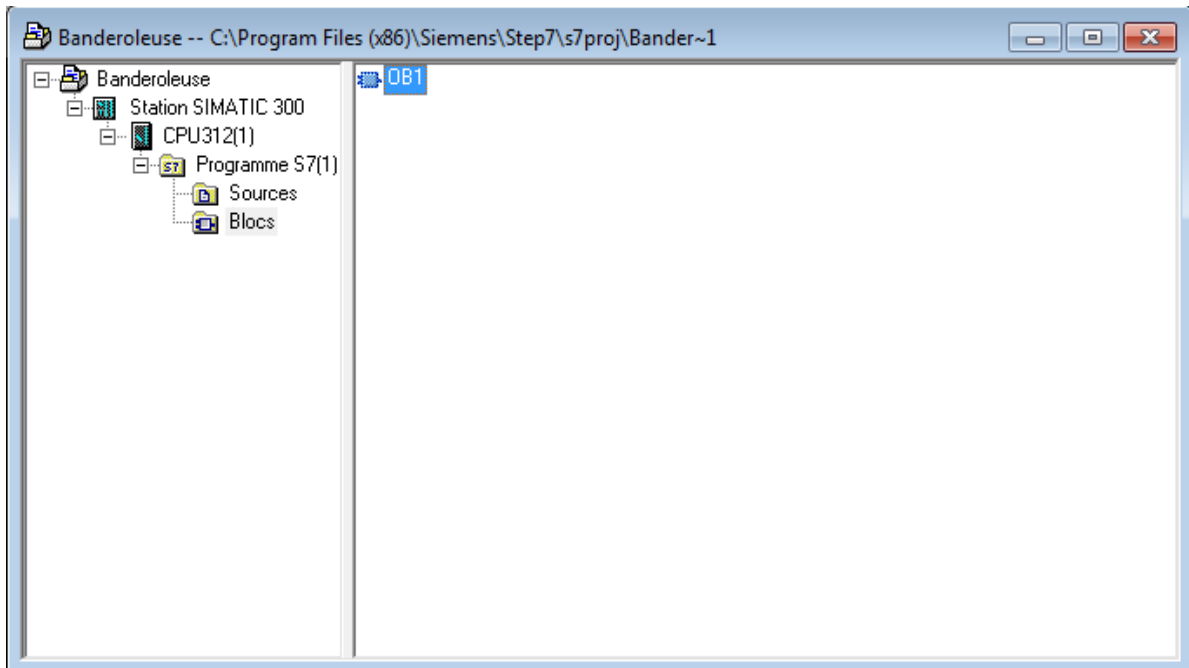 Banderoleuse -- C:\Program Files (x86)\Siemens\Step7\s7proj\Bander~1
Banderoleuse
Station SIMATIC 300
CPU312(1)
S7 Programme S7(1)
Sources
Blocs
OB1